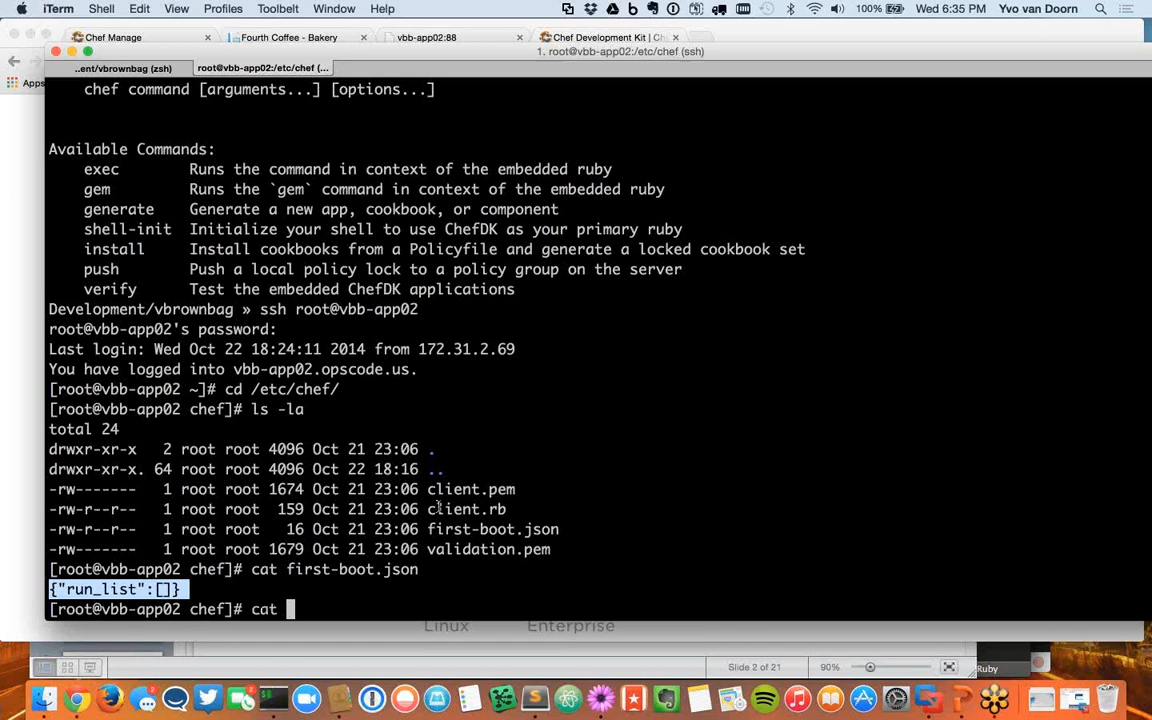 iTerm Shell Edit View Profiles Toolbelt Window Help 100% Wed 6:35 PM Yvo van Doorn
Chef Manage × Fourth Coffee - Bakery × vbb-app02:88 × Chef Development Kit | Ch ×
1. root@vbb-app02:/etc/chef (ssh)
Apps
..ent/vbrownbag (zsh) root@vbb-app02:/etc/chef (...
chef command [arguments...] [options...]
Available Commands:
exec Runs the command in context of the embedded ruby
gem Runs the `gem` command in context of the embedded ruby
generate Generate a new app, cookbook, or component
shell-init Initialize your shell to use ChefDK as your primary ruby
install Install cookbooks from a Policyfile and generate a locked cookbook set
push Push a local policy lock to a policy group on the server
verify Test the embedded ChefDK applications
Development/vbrownbag » ssh root@vbb-app02
root@vbb-app02's password:
Last login: Wed Oct 22 18:24:11 2014 from 172.31.2.69
You have logged into vbb-app02.opscode.us.
[root@vbb-app02 ~]# cd /etc/chef/
[root@vbb-app02 chef]# ls -la
total 24
drwxr-xr-x 2 root root 4096 Oct 21 23:06 .
drwxr-xr-x. 64 root root 4096 Oct 22 18:16 ..
-rw------- 1 root root 1674 Oct 21 23:06 client.pem
-rw-r--r-- 1 root root 159 Oct 21 23:06 client.rb
-rw-r--r-- 1 root root 16 Oct 21 23:06 first-boot.json
-rw------- 1 root root 1679 Oct 21 23:06 validation.pem
[root@vbb-app02 chef]# cat first-boot.json
{"run_list":[]}
[root@vbb-app02 chef]# cat
Linux Enterprise
Slide 2 of 21 90% Ruby